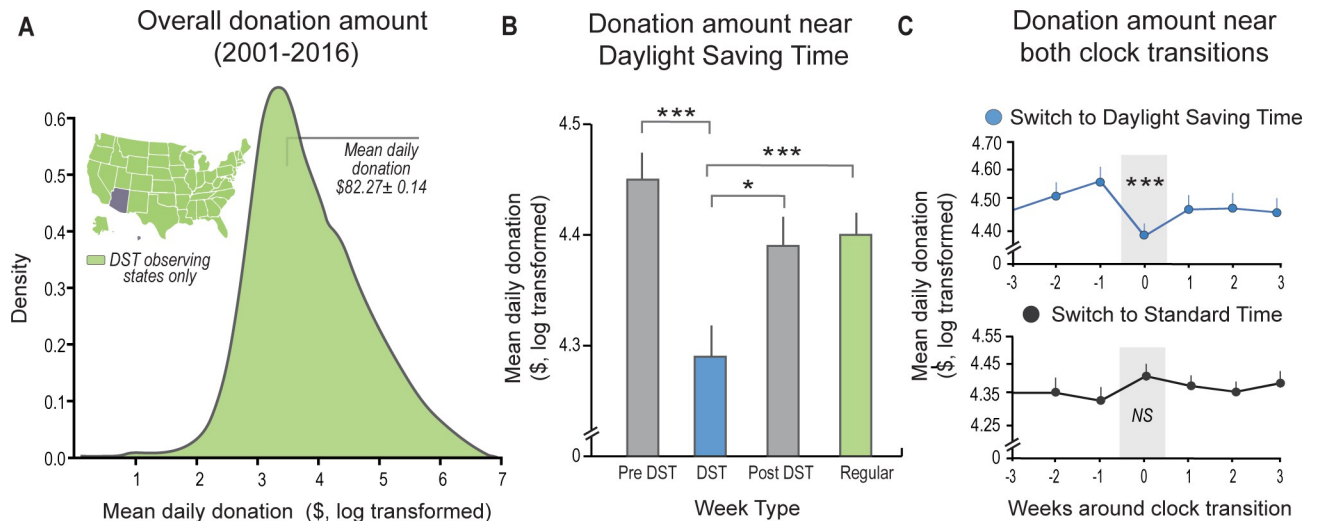 A
Overall donation amount
(2001-2016)
Density
0.6
0.5
0.4
0.3
0.2
0.1
0.0
Mean daily
donation
$82.27± 0.14
DST observing
states only
1 2 3 4 5 6 7
Mean daily donation ($, log transformed)
B
Donation amount near
Daylight Saving Time
Mean daily donation
($, log transformed)
4.5
4.4
4.3
0
***
***
*
Pre DST DST Post DST Regular
Week Type
C
Donation amount near
both clock transitions
Switch to Daylight Saving Time
Mean daily donation
($, log transformed)
4.70
4.60
4.50
4.40
0
***
-3 -2 -1 0 1 2 3
Switch to Standard Time
4.55
4.45
4.35
4.25
0
NS
-3 -2 -1 0 1 2 3
Weeks around clock transition